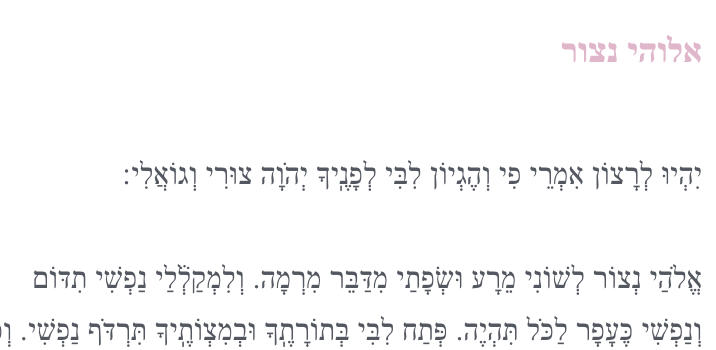 אלוהי נצור
יִהְיוּ לְרָצוֹן אִמְרֵי פִי וְהֶגְיוֹן לִבִּי לְפָנֶֽיךָ יְהֹוָה צוּרִי וְגוֹאֲלִי:
אֱלֹהַי נְצוֹר לְשׁוֹנִי מֵרָע וּשְׂפָתַי מִדַּבֵּר מִרְמָה. וְלִמְקַלְֿלַי נַפְשִׁי תִדּוֹם
וְנַפְשִׁי כֶּעָפָר לַכֹּל תִּהְיֶה. פְּתַח לִבִּי בְּתוֹרָתֶֽךָ וּבְמִצְוֹתֶֽיךָ תִּרְדֹּף נַפְשִׁי.